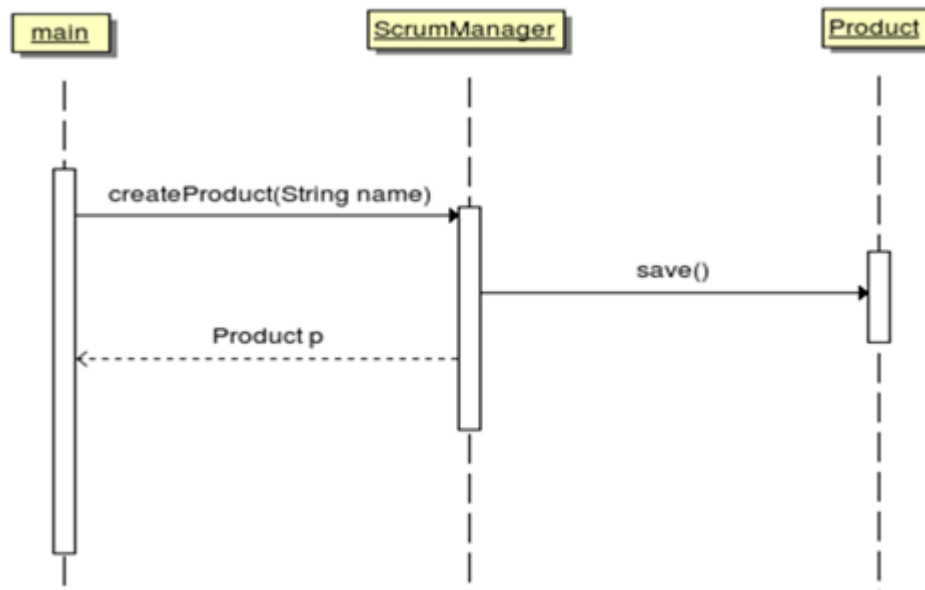 main
ScrumManager
Product
createProduct(String name)
save()
Product p